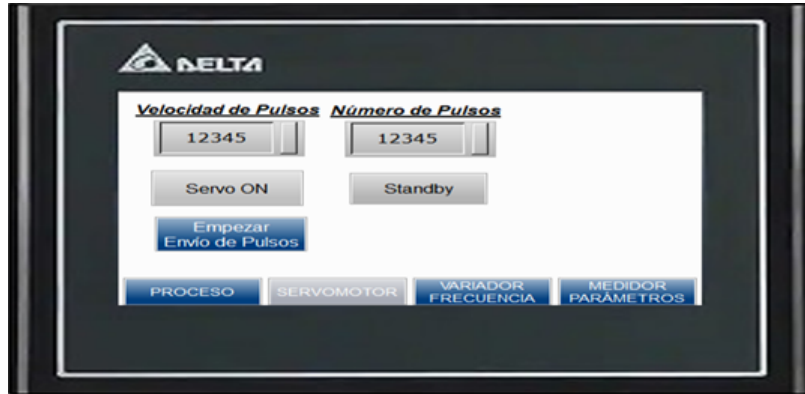 DELTA
Velocidad de Pulsos Número de Pulsos
12345 12345
Servo ON Standby
Empezar
Envío de Pulsos
PROCESO SERVOMOTOR VARIADOR FRECUENCIA MEDIDOR PARÁMETROS